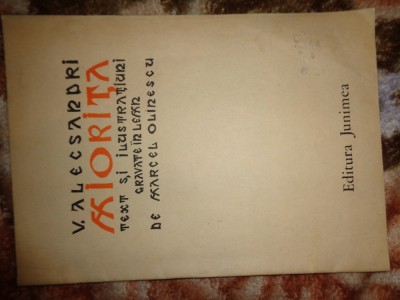 V. ALECSANDRI
MIORIȚA
TEXT ȘI ILUSTRAȚIUNI
GRAVATE ÎN LEMN
DE MARCEL OLINESCU
Editura Junimea